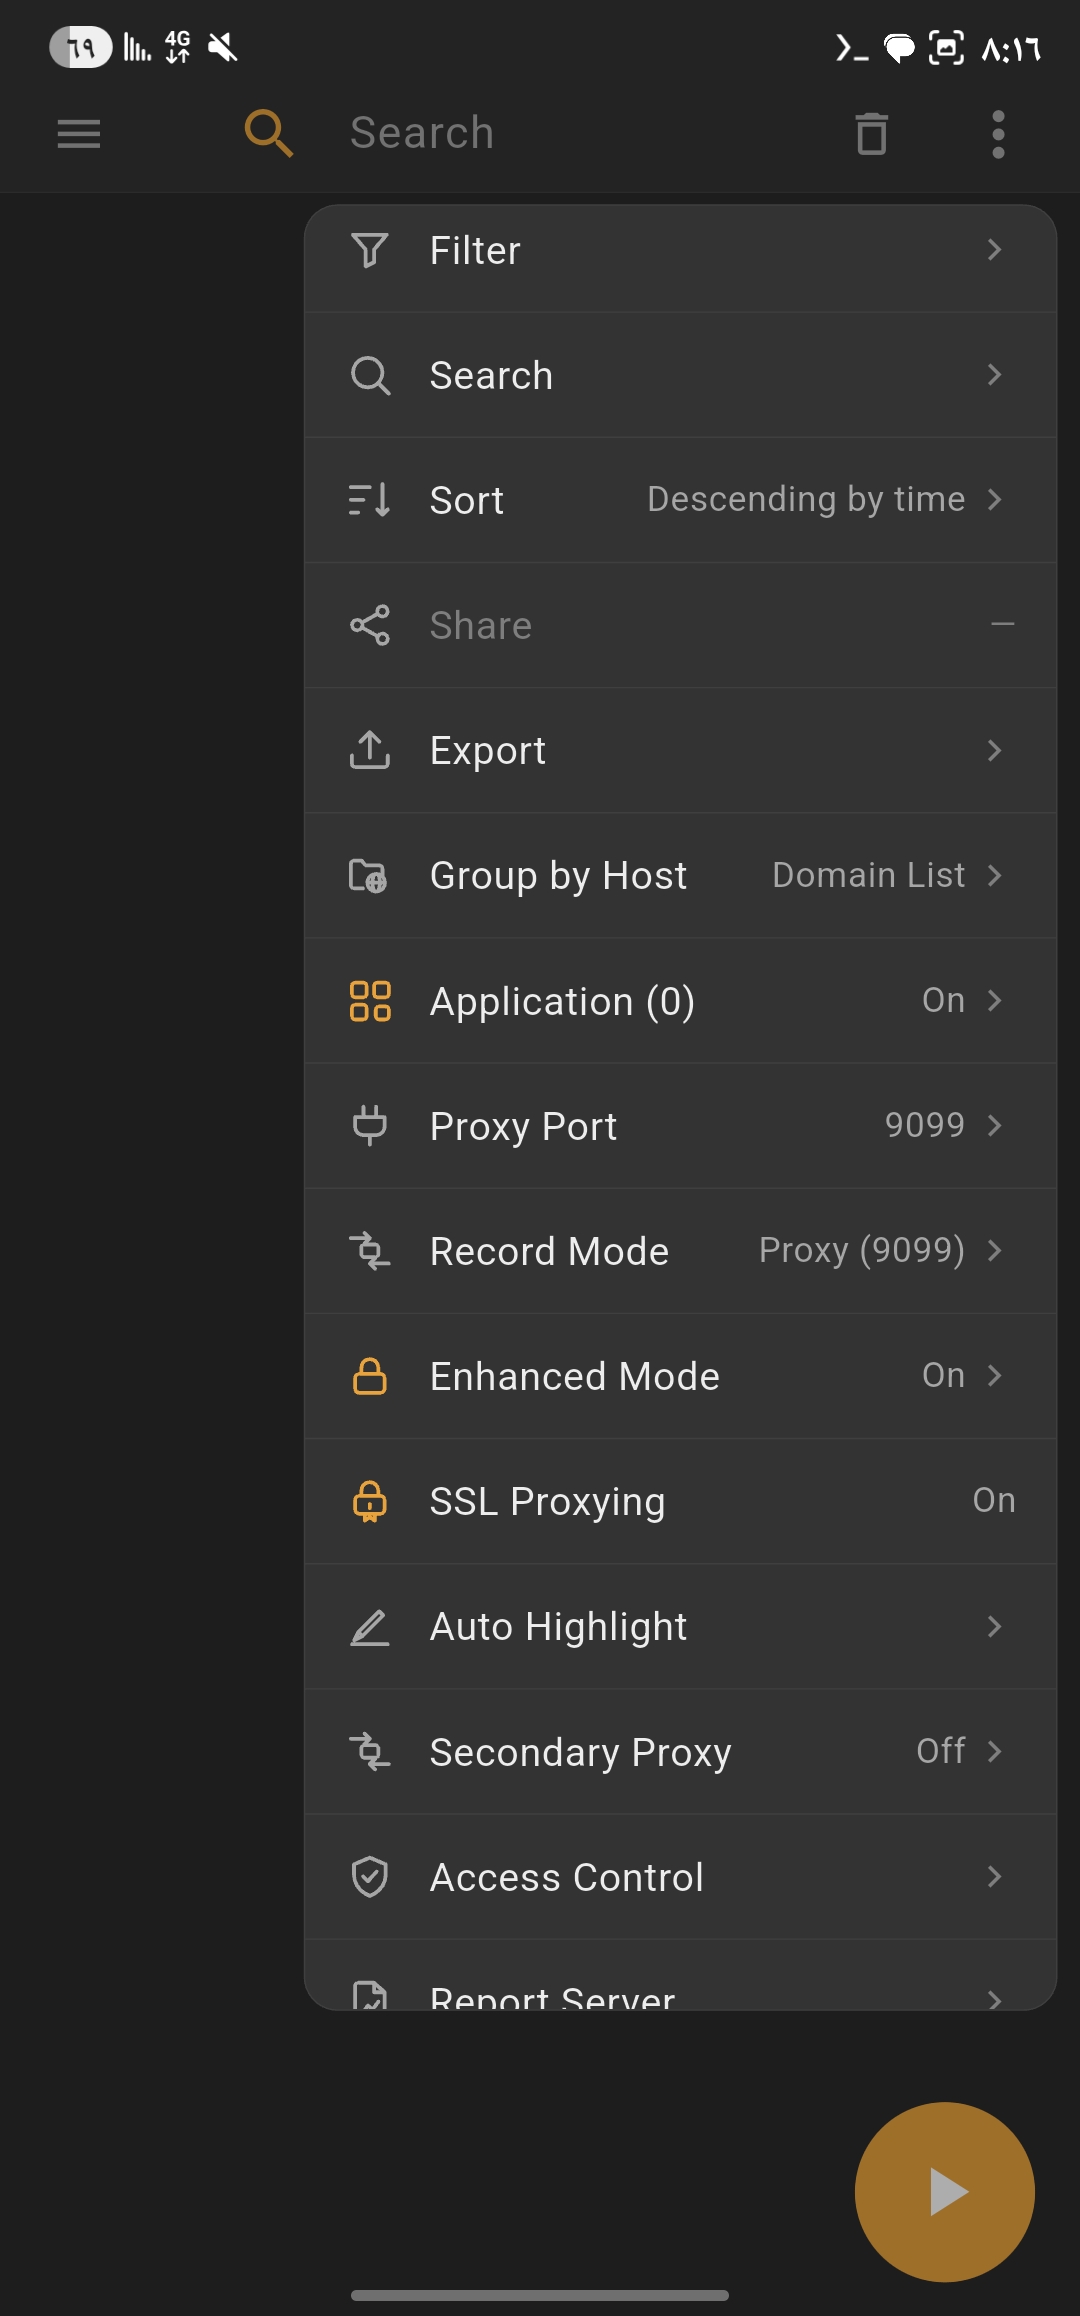 ٦٩ 4G ٨:١٦
Search
Filter
Search
Sort Descending by time
Share —
Export
Group by Host Domain List
Application (0) On
Proxy Port 9099
Record Mode Proxy (9099)
Enhanced Mode On
SSL Proxying On
Auto Highlight
Secondary Proxy Off
Access Control
Report Server